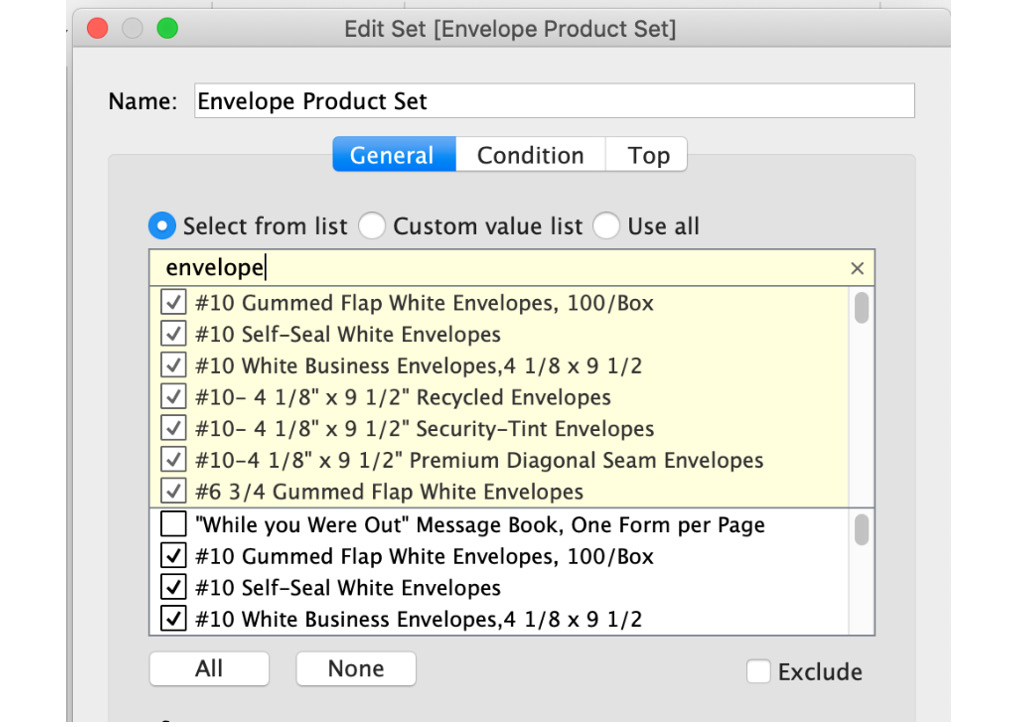 Edit Set [Envelope Product Set]
Name: Envelope Product Set
General Condition Top
Select from list Custom value list Use all
envelope
#10 Gummed Flap White Envelopes, 100/Box
#10 Self-Seal White Envelopes
#10 White Business Envelopes,4 1/8 x 9 1/2
#10- 4 1/8" x 9 1/2" Recycled Envelopes
#10- 4 1/8" x 9 1/2" Security-Tint Envelopes
#10-4 1/8" x 9 1/2" Premium Diagonal Seam Envelopes
#6 3/4 Gummed Flap White Envelopes
"While you Were Out" Message Book, One Form per Page
#10 Gummed Flap White Envelopes, 100/Box
#10 Self-Seal White Envelopes
#10 White Business Envelopes,4 1/8 x 9 1/2
All None Exclude